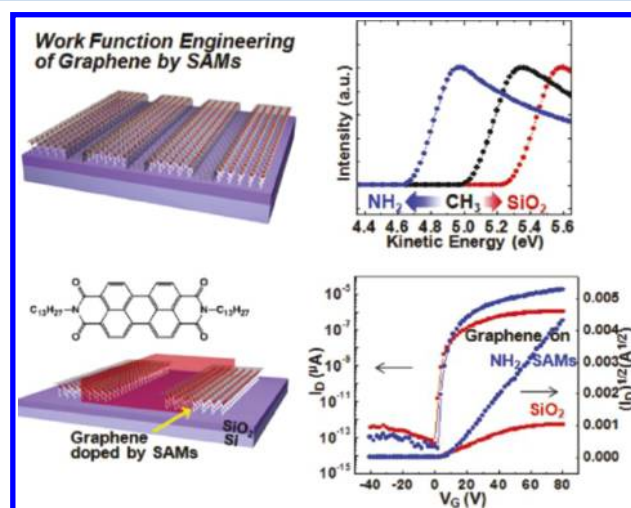 Work Function Engineering
of Graphene by SAMs
Intensity (a.u.)
NH₂ CH₃ SiO₂
4.4 4.6 4.8 5.0 5.2 5.4 5.6
Kinetic Energy (eV)
O O
C₁₃H₂₇—N N—C₁₃H₂₇
O O
SiO₂
Si
Graphene
doped by SAMs
I_D (μA)
10⁻⁵
10⁻⁷
10⁻⁹
10⁻¹¹
10⁻¹³
10⁻¹⁵
Graphene on
NH₂ SAMs
SiO₂
0.005
0.004
0.003
0.002
0.001
0.000
(I_D)^1/2 (A^1/2)
-40 -20 0 20 40 60 80
V_G (V)